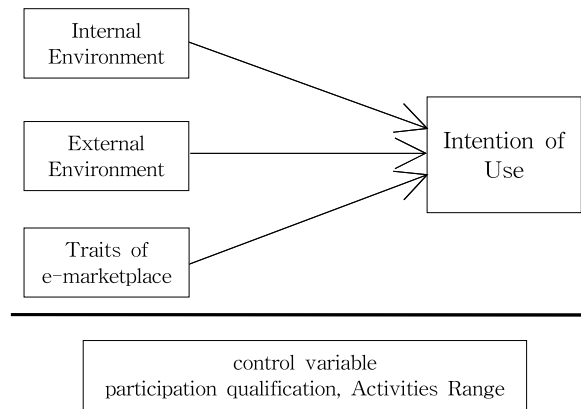 Internal
Environment
External
Environment
Traits of
e-marketplace
Intention of
Use
control variable
participation qualification, Activities Range